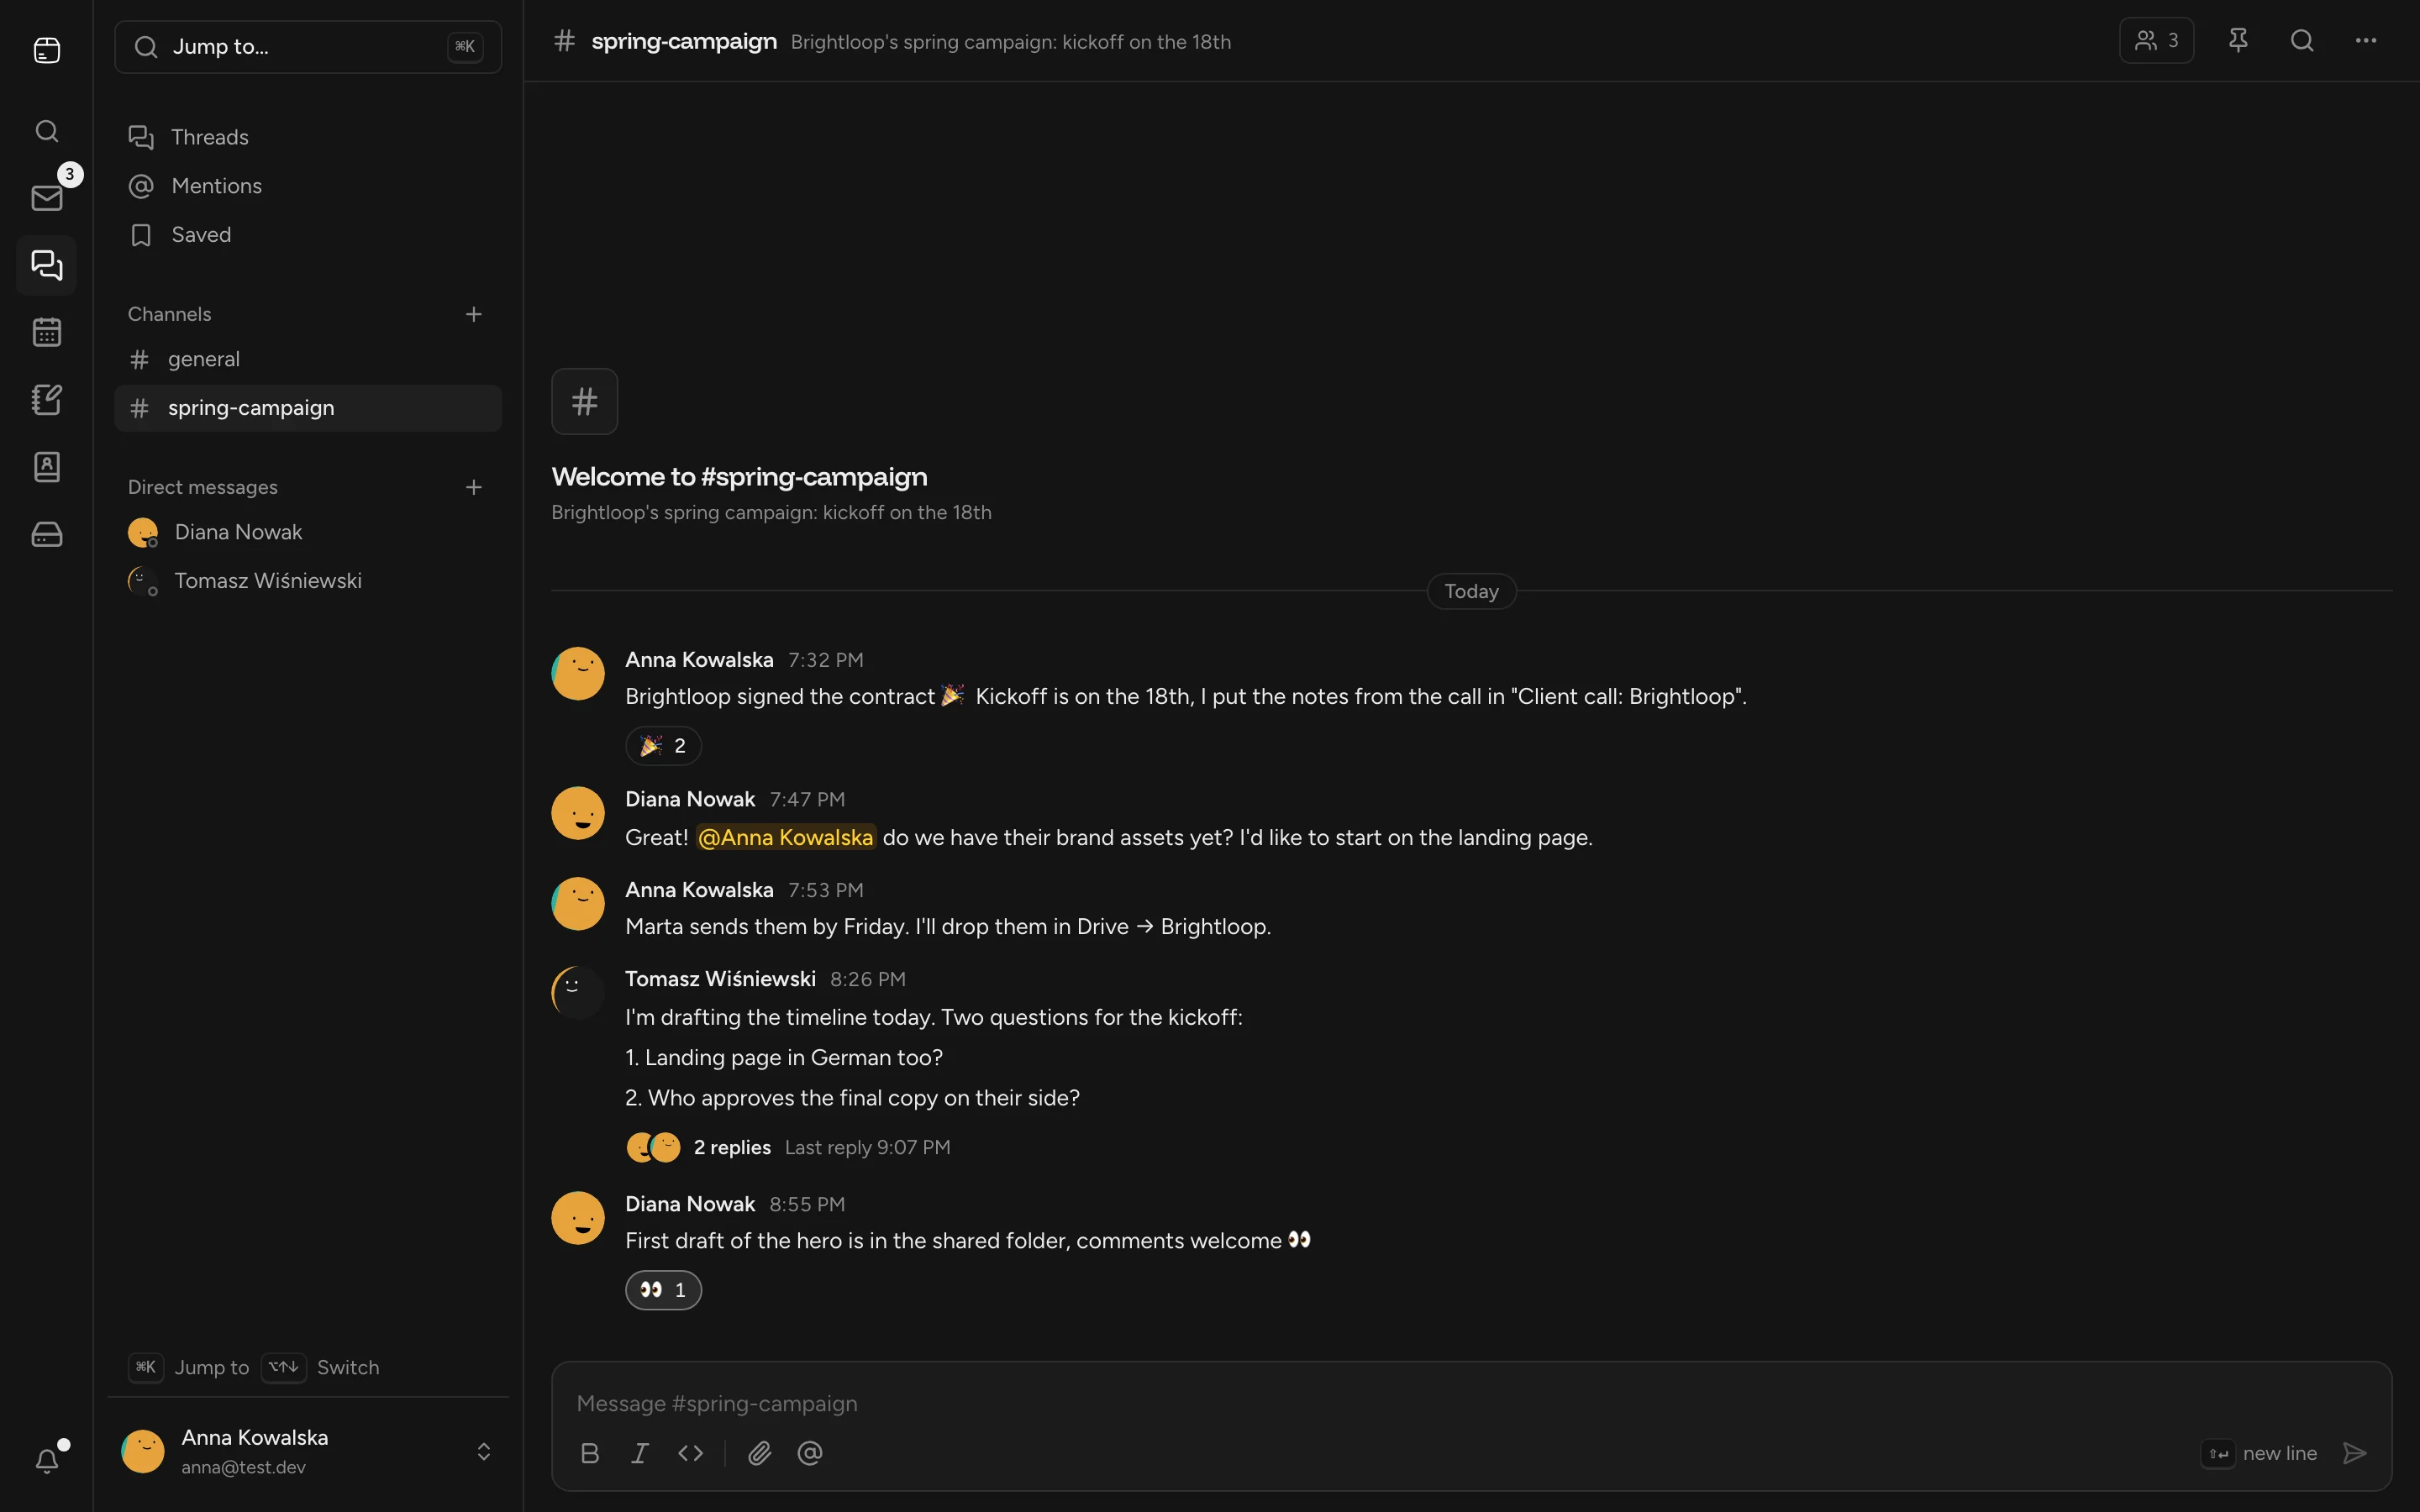 Jump to...
⌘K
3
Threads
Mentions
Saved
Channels
# general
# spring-campaign
Direct messages
Diana Nowak
Tomasz Wiśniewski
⌘K Jump to ⌥↑↓ Switch
Anna Kowalska
anna@test.dev
# spring-campaign Brightloop's spring campaign: kickoff on the 18th
3
#
Welcome to #spring-campaign
Brightloop's spring campaign: kickoff on the 18th
Today
Anna Kowalska 7:32 PM
Brightloop signed the contract 🎉 Kickoff is on the 18th, I put the notes from the call in "Client call: Brightloop".
🎉 2
Diana Nowak 7:47 PM
Great! @Anna Kowalska do we have their brand assets yet? I'd like to start on the landing page.
Anna Kowalska 7:53 PM
Marta sends them by Friday. I'll drop them in Drive → Brightloop.
Tomasz Wiśniewski 8:26 PM
I'm drafting the timeline today. Two questions for the kickoff:
1. Landing page in German too?
2. Who approves the final copy on their side?
2 replies Last reply 9:07 PM
Diana Nowak 8:55 PM
First draft of the hero is in the shared folder, comments welcome 👀
👀 1
Message #spring-campaign
⇧↵ new line